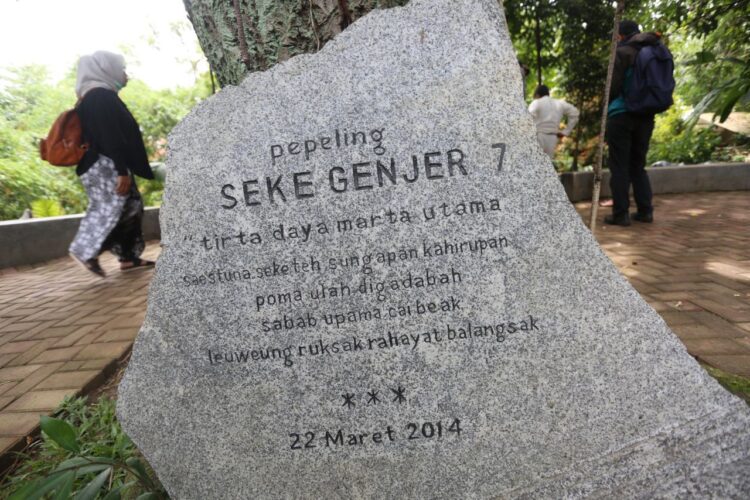 pepeling
SEKE GENJER 7
"tirta daya marta utama
saestuna seke teh sungapan kahirupan
poma ulah digadabah
sabab upama cai beak
leuweung ruksak rahayat balangsak
***
22 Maret 2014